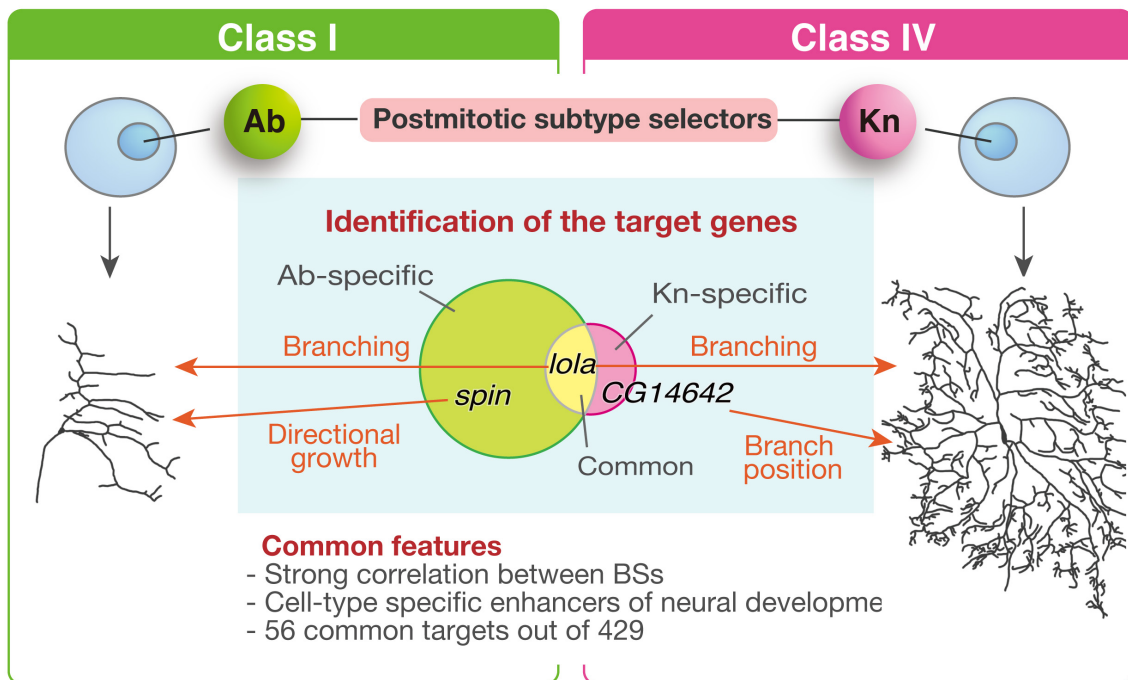 Class I
Class IV
Ab
Postmitotic subtype selectors
Kn
Identification of the target genes
Ab-specific
Kn-specific
Branching
lola
Branching
spin
CG14642
Directional
growth
Common
Branch
position
Common features
- Strong correlation between BSs
- Cell-type specific enhancers of neural developme
- 56 common targets out of 429